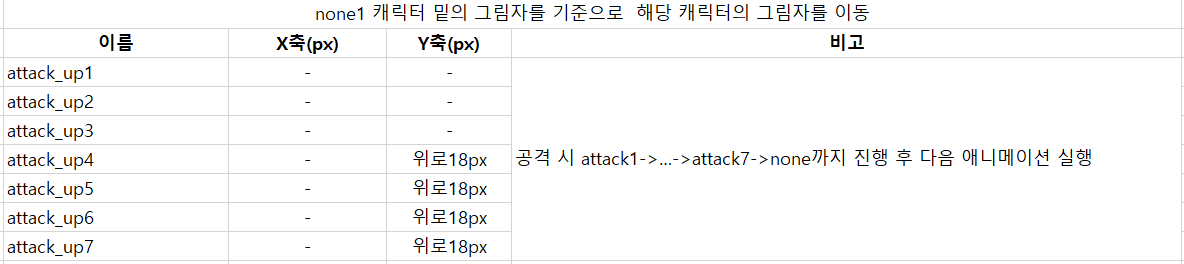 none1 캐릭터 밑의 그림자를 기준으로  해당 캐릭터의 그림자를 이동
이름 X축(px) Y축(px) 비고
attack_up1 - -
attack_up2 - -
attack_up3 - -
attack_up4 - 위로18px 공격 시 attack1->...->attack7->none까지 진행 후 다음 애니메이션 실행
attack_up5 - 위로18px
attack_up6 - 위로18px
attack_up7 - 위로18px